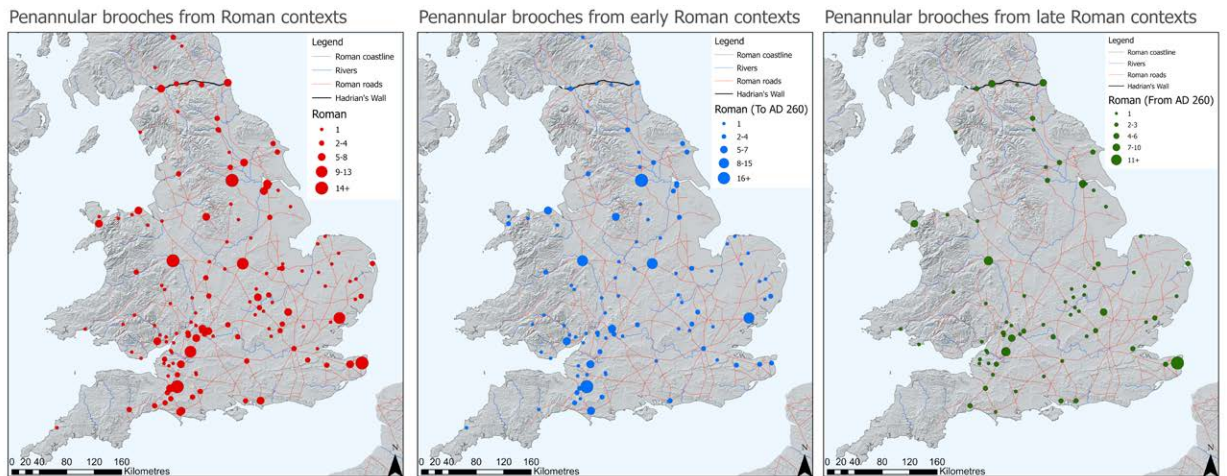 Penannular brooches from Roman contexts
Legend
Roman coastline
Rivers
Roman roads
Hadrian's Wall
Roman
1
2-4
5-8
9-13
14+
N
0 20 40 80 120 160
Kilometres
Penannular brooches from early Roman contexts
Legend
Roman coastline
Rivers
Roman roads
Hadrian's Wall
Roman (To AD 260)
1
2-4
5-7
8-15
16+
N
0 20 40 80 120 160
Kilometres
Penannular brooches from late Roman contexts
Legend
Roman coastline
Rivers
Roman roads
Hadrian's Wall
Roman (From AD 260)
1
2-3
4-6
7-10
11+
N
0 20 40 80 120 160
Kilometres